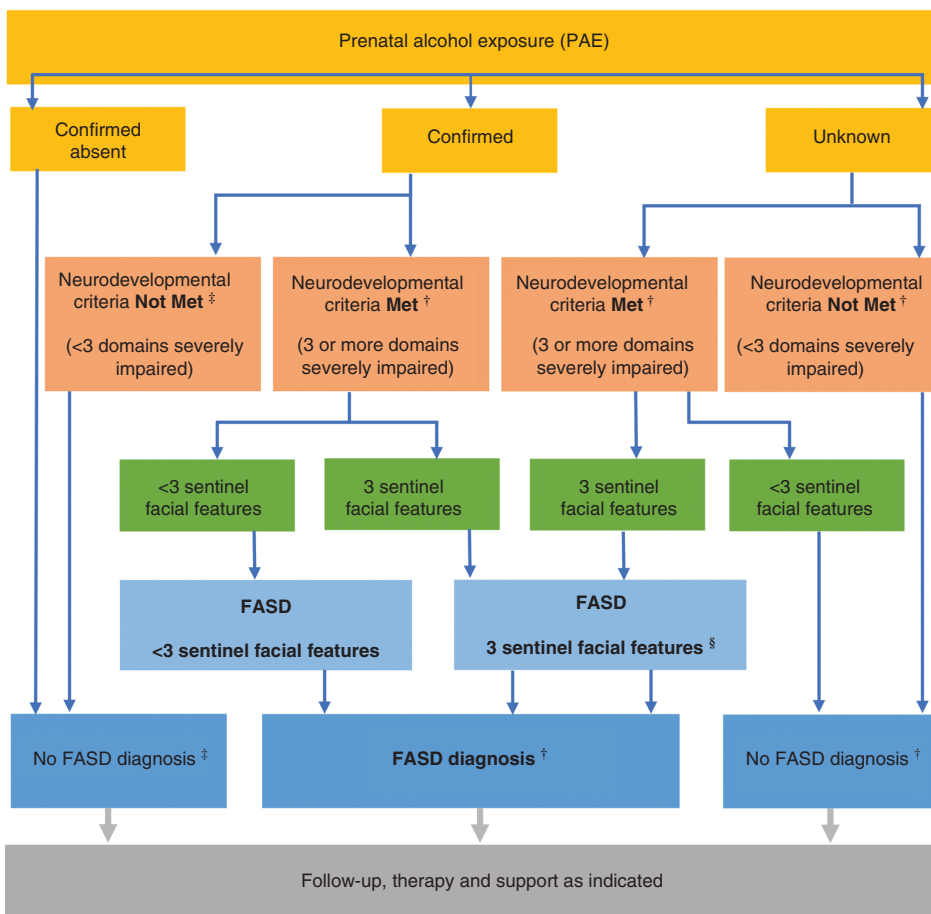 Prenatal alcohol exposure (PAE)
Confirmed
absent
Confirmed
Unknown
Neurodevelopmental
criteria Not Met ‡
(<3 domains severely
impaired)
Neurodevelopmental
criteria Met †
(3 or more domains
severely impaired)
Neurodevelopmental
criteria Met †
(3 or more domains
severely impaired)
Neurodevelopmental
criteria Not Met †
(<3 domains severely
impaired)
<3 sentinel
facial features
3 sentinel
facial features
3 sentinel
facial features
<3 sentinel
facial features
FASD
<3 sentinel facial features
FASD
3 sentinel facial features §
No FASD diagnosis ‡
FASD diagnosis †
No FASD diagnosis †
Follow-up, therapy and support as indicated